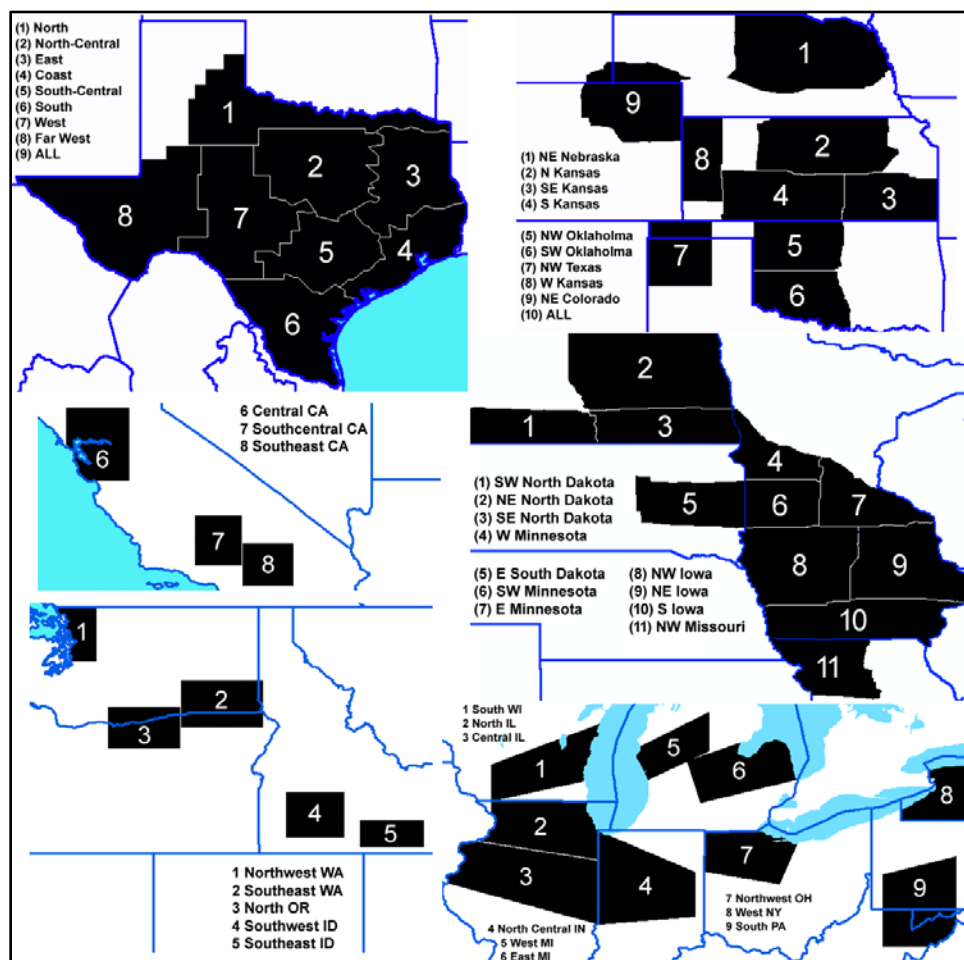 (1) North
(2) North-Central
(3) East
(4) Coast
(5) South-Central
(6) South
(7) West
(8) Far West
(9) ALL
1
2
3
4
5
6
7
8
(1) NE Nebraska
(2) N Kansas
(3) SE Kansas
(4) S Kansas
(5) NW Oklaholma
(6) SW Oklaholma
(7) NW Texas
(8) W Kansas
(9) NE Colorado
(10) ALL
1
9
8
2
4
3
7
5
6
6 Central CA
7 Southcentral CA
8 Southeast CA
6
7
8
(1) SW North Dakota
(2) NE North Dakota
(3) SE North Dakota
(4) W Minnesota
(5) E South Dakota
(6) SW Minnesota
(7) E Minnesota
(8) NW Iowa
(9) NE Iowa
(10) S Iowa
(11) NW Missouri
2
1
3
4
5
6
7
8
9
10
11
1
2
3
4
5
1 Northwest WA
2 Southeast WA
3 North OR
4 Southwest ID
5 Southeast ID
1 South WI
2 North IL
3 Central IL
1
5
6
8
2
3
4
7
9
4 North Central IN
5 West MI
6 East MI
7 Northwest OH
8 West NY
9 South PA